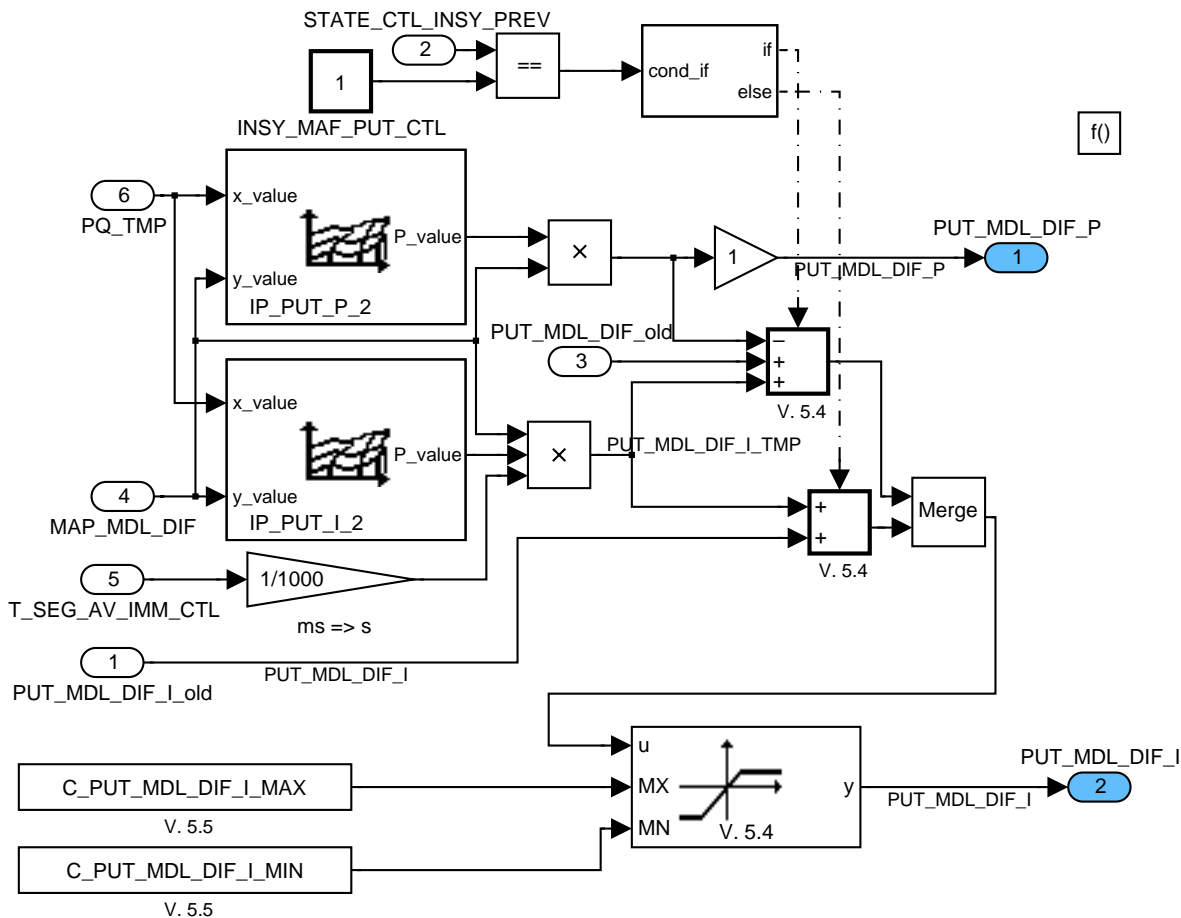 STATE_CTL_INSY_PREV
2
==
1
INSY_MAF_PUT_CTL
cond_if
if
else
f()
6
PQ_TMP
x_value
y_value
P_value
IP_PUT_P_2
×
1
PUT_MDL_DIF_P
PUT_MDL_DIF_P
1
PUT_MDL_DIF_old
3
−
+
+
V. 5.4
x_value
y_value
P_value
IP_PUT_I_2
×
PUT_MDL_DIF_I_TMP
4
MAP_MDL_DIF
+
+
V. 5.4
Merge
5
T_SEG_AV_IMM_CTL
1/1000
ms => s
1
PUT_MDL_DIF_I_old
PUT_MDL_DIF_I
C_PUT_MDL_DIF_I_MAX
V. 5.5
C_PUT_MDL_DIF_I_MIN
V. 5.5
u
MX
MN
y
V. 5.4
PUT_MDL_DIF_I
PUT_MDL_DIF_I
2